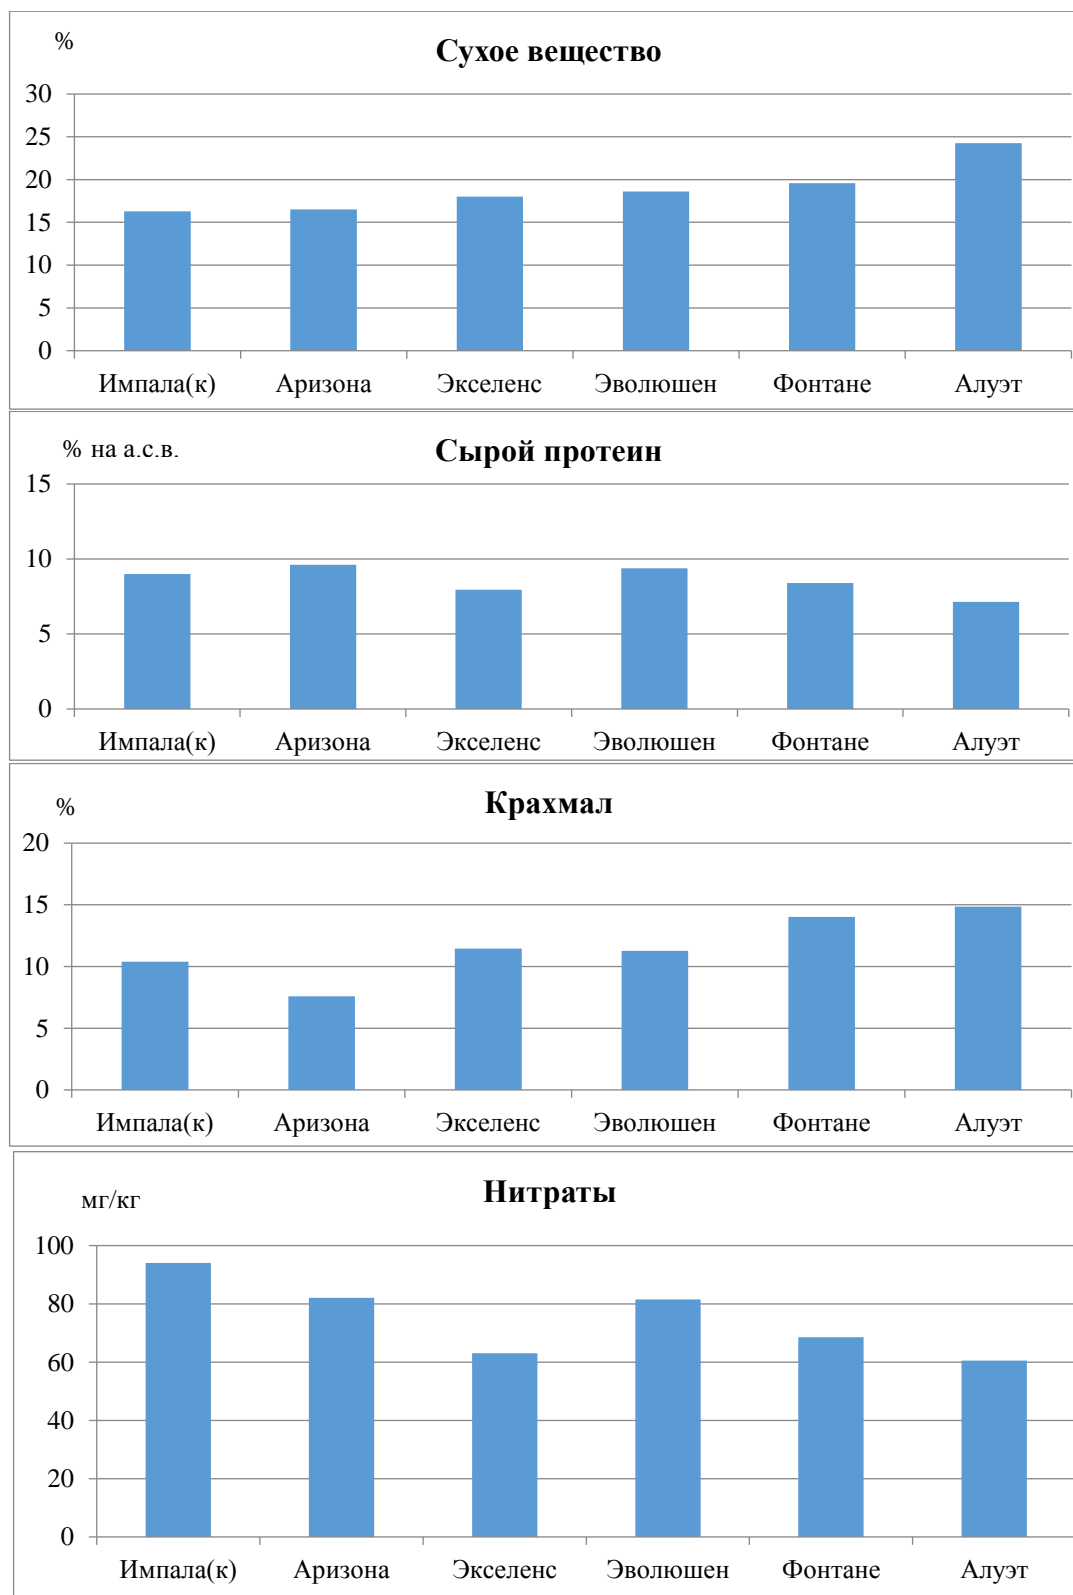 %
Сухое вещество
30
25
20
15
10
5
0
Импала(к) Аризона Экселенс Эволюшен Фонтане Алуэт
% на а.с.в.
Сырой протеин
15
10
5
0
Импала(к) Аризона Экселенс Эволюшен Фонтане Алуэт
%
Крахмал
20
15
10
5
0
Импала(к) Аризона Экселенс Эволюшен Фонтане Алуэт
мг/кг
Нитраты
100
80
60
40
20
0
Импала(к) Аризона Экселенс Эволюшен Фонтане Алуэт